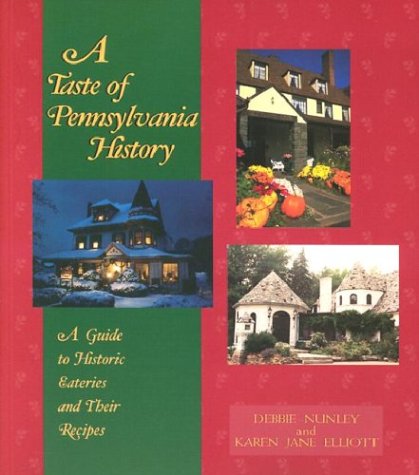 A
Taste of
Pennsylvania
History
A Guide
to Historic
Eateries
and Their
Recipes
DEBBIE NUNLEY
and
KAREN JANE ELLIOTT